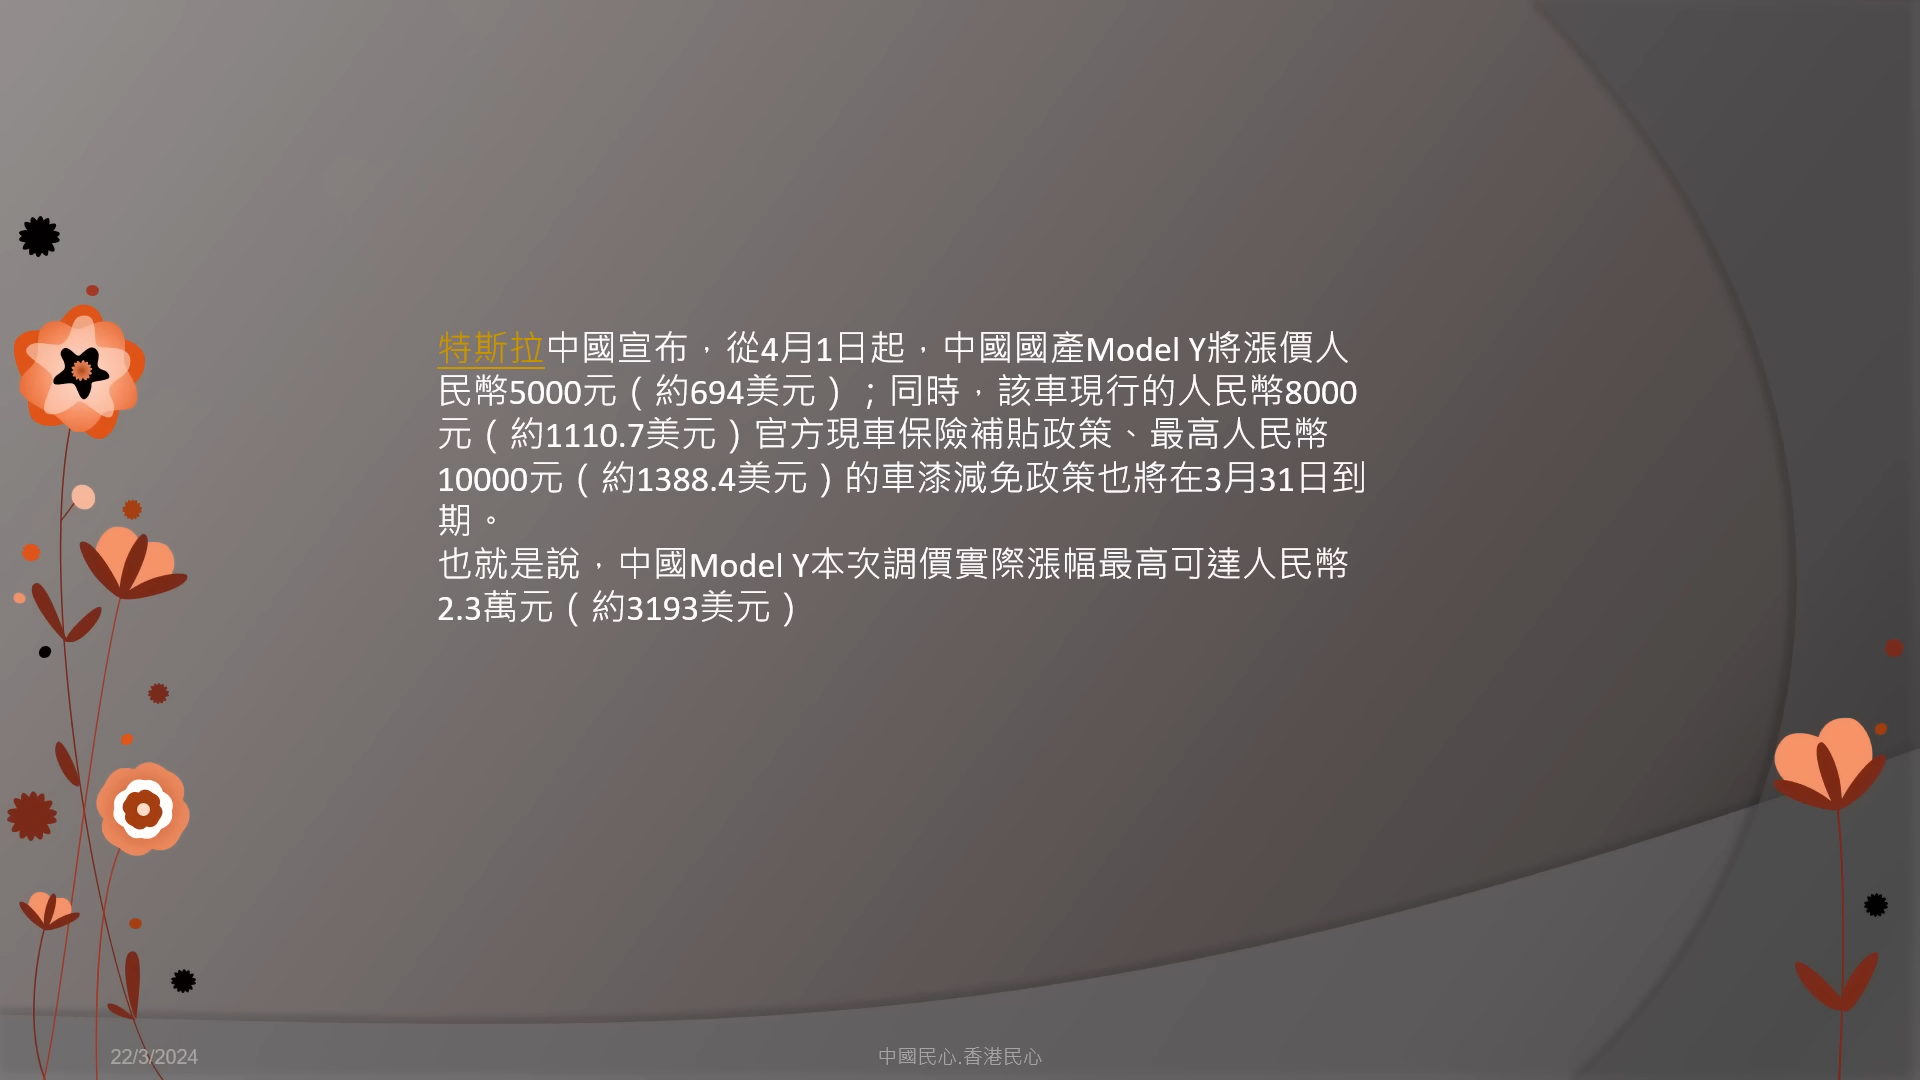 特斯拉中國宣布，從4月1日起，中國國產Model Y將漲價人
民幣5000元（約694美元）；同時，該車現行的人民幣8000
元（約1110.7美元）官方現車保險補貼政策、最高人民幣
10000元（約1388.4美元）的車漆減免政策也將在3月31日到
期。
也就是說，中國Model Y本次調價實際漲幅最高可達人民幣
2.3萬元（約3193美元）
22/3/2024
中國民心.香港民心